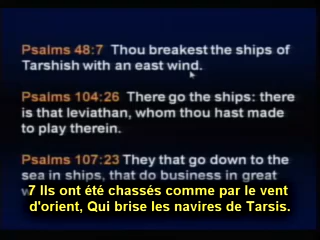 Psalms 48:7 Thou breakest the ships of
Tarshish with an east wind.
Psalms 104:26 There go the ships: there
is that leviathan, whom thou hast made
to play therein.
Psalms 107:23 They that go down to the
sea in ships, that do business in great
7 Ils ont été chassés comme par le vent
d'orient, Qui brise les navires de Tarsis.